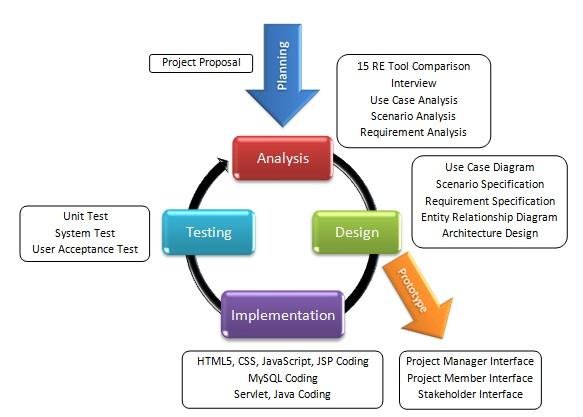 Planning
Project Proposal
15 RE Tool Comparison
Interview
Use Case Analysis
Scenario Analysis
Requirement Analysis
Analysis
Use Case Diagram
Scenario Specification
Requirement Specification
Entity Relationship Diagram
Architecture Design
Unit Test
System Test
User Acceptance Test
Testing
Design
Prototype
Implementation
HTML5, CSS, JavaScript, JSP Coding
MySQL Coding
Servlet, Java Coding
Project Manager Interface
Project Member Interface
Stakeholder Interface